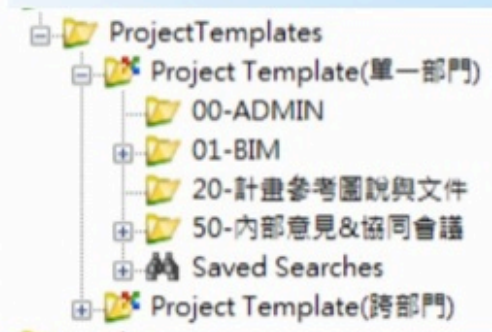 ProjectTemplates
Project Template(單一部門)
00-ADMIN
01-BIM
20-計畫參考圖說與文件
50-內部意見&協同會議
Saved Searches
Project Template(跨部門)